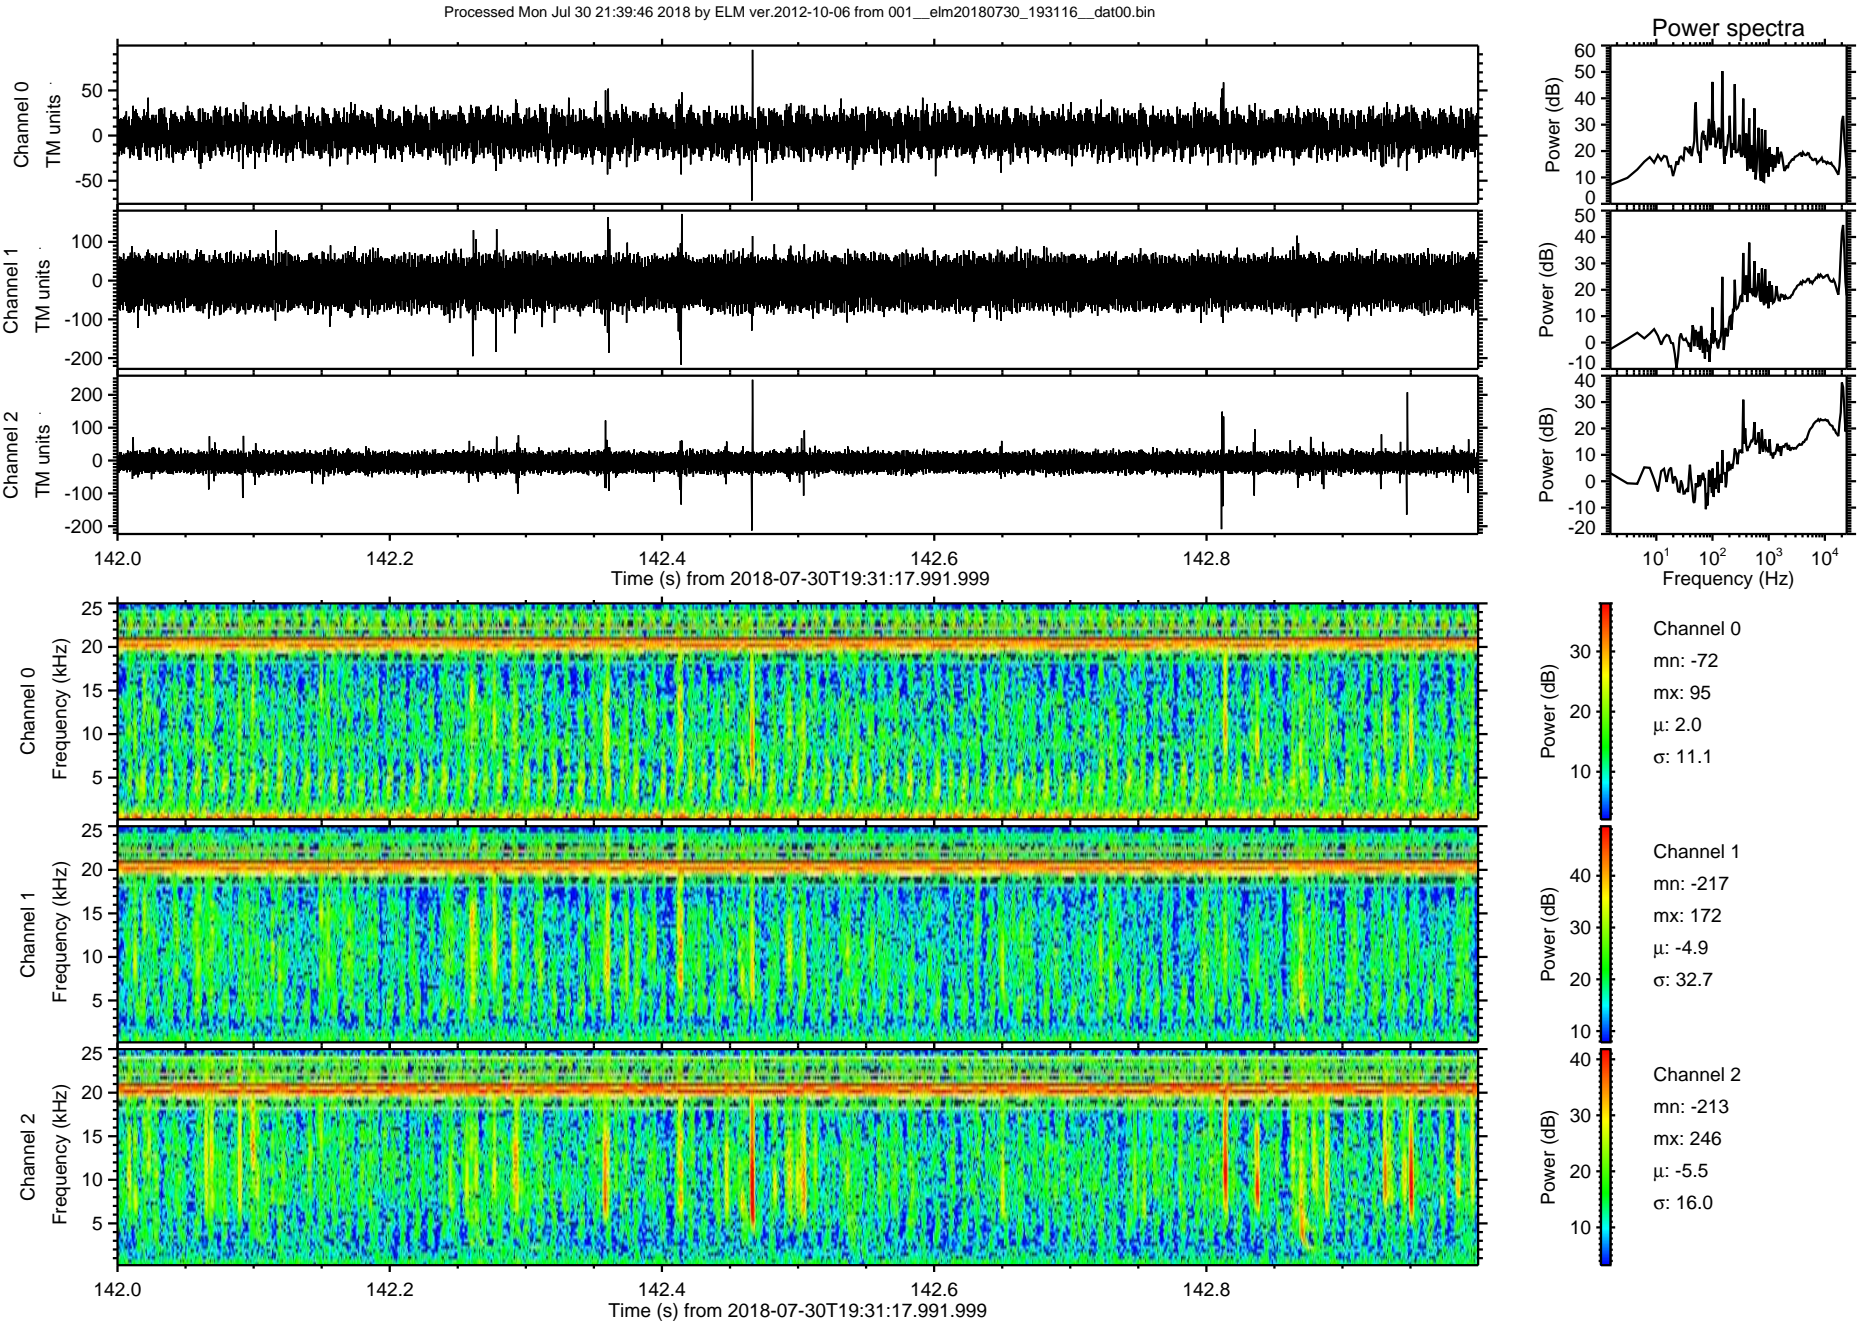 Processed Mon Jul 30 21:39:46 2018 by ELM ver.2012-10-06 from 001__elm20180730_193116__dat00.bin
Power spectra
Channel 0
TM units
50
0
-50
Power (dB)
60
50
40
30
20
10
0
Channel 1
TM units
100
0
-100
-200
Power (dB)
50
40
30
20
10
0
-10
Channel 2
TM units
200
100
0
-100
-200
Power (dB)
40
30
20
10
0
-10
-20
142.0 142.2 142.4 142.6 142.8
Time (s) from 2018-07-30T19:31:17.991.999
10¹ 10² 10³ 10⁴
Frequency (Hz)
Channel 0
Frequency (kHz)
25
20
15
10
5
Power (dB)
30
20
10
Channel 0
mn: -72
mx: 95
μ: 2.0
σ: 11.1
Channel 1
Frequency (kHz)
25
20
15
10
5
Power (dB)
40
30
20
10
Channel 1
mn: -217
mx: 172
μ: -4.9
σ: 32.7
Channel 2
Frequency (kHz)
25
20
15
10
5
Power (dB)
40
30
20
10
Channel 2
mn: -213
mx: 246
μ: -5.5
σ: 16.0
142.0 142.2 142.4 142.6 142.8
Time (s) from 2018-07-30T19:31:17.991.999